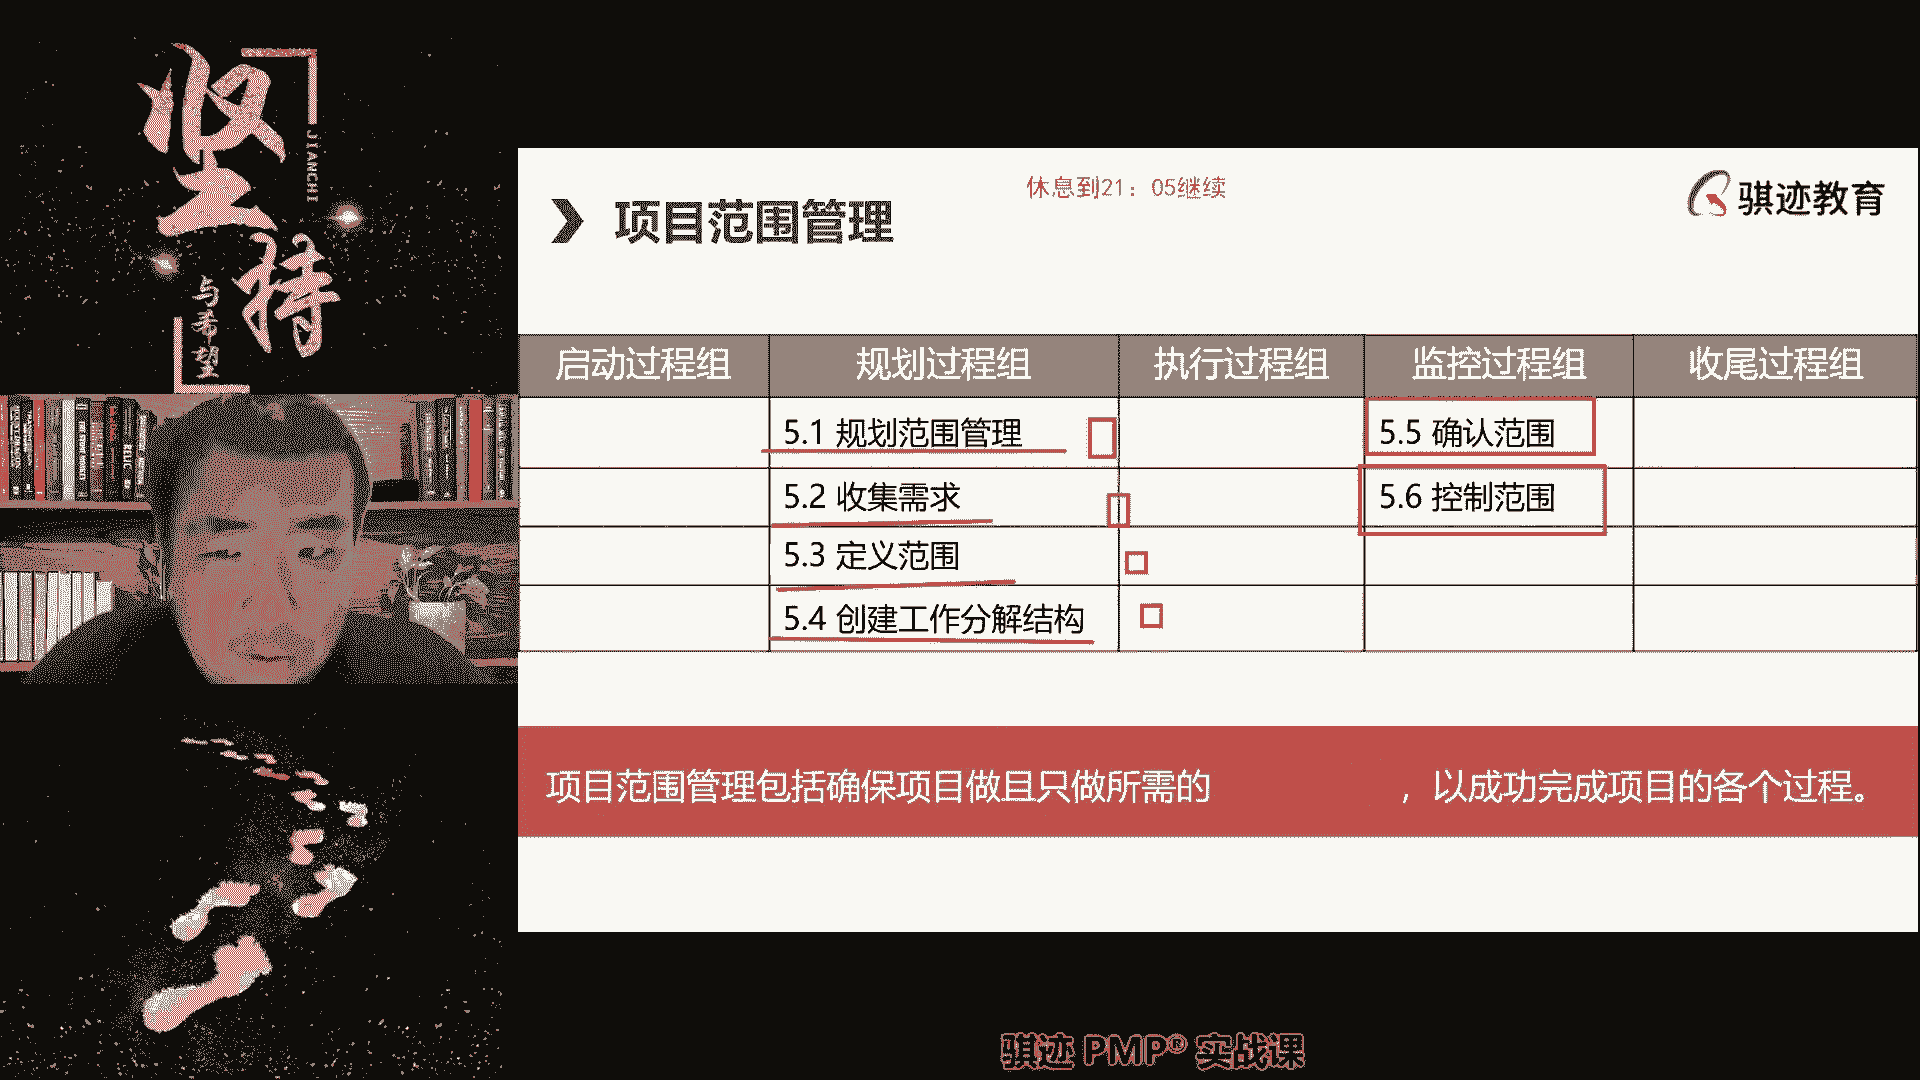 坚
持
JIANCHI
与希望
休息到21：05继续
骐迹教育
项目范围管理
启动过程组 规划过程组 执行过程组 监控过程组 收尾过程组
5.1 规划范围管理 5.5 确认范围
5.2 收集需求 5.6 控制范围
5.3 定义范围
5.4 创建工作分解结构
项目范围管理包括确保项目做且只做所需的 ，以成功完成项目的各个过程。
骐迹 PMP® 实战课